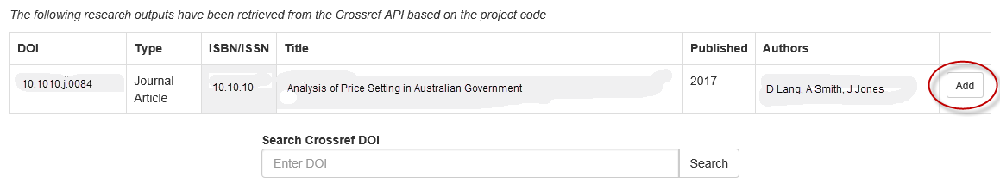 The following research outputs have been retrieved from the Crossref API based on the project code
DOI Type ISBN/ISSN Title Published Authors
10.1010.j.0084 Journal Article 10.10.10 Analysis of Price Setting in Australian Government 2017 D Lang, A Smith, J Jones Add
Search Crossref DOI
Enter DOI Search